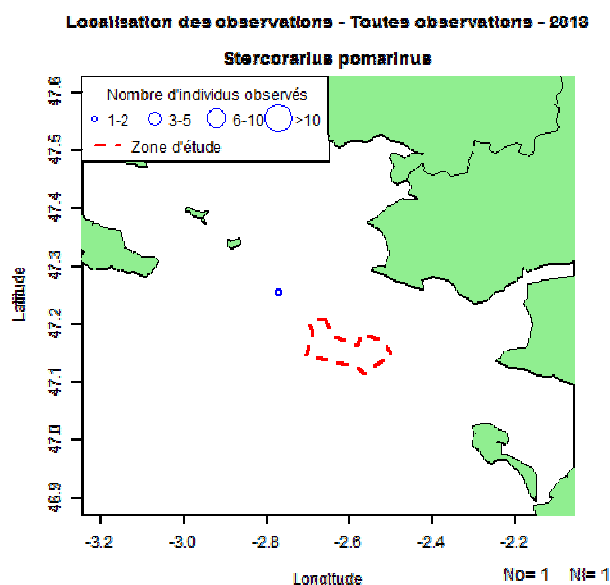 Localisation des observations - Toutes observations - 2013
Stercorarius pomarinus
Nombre d'individus observés
1-2 3-5 6-10 >10
Zone d'étude
47.6
47.5
47.4
47.3
47.2
47.1
47.0
46.9
Latitude
-3.2 -3.0 -2.8 -2.6 -2.4 -2.2
Longitude
No= 1 Ni= 1